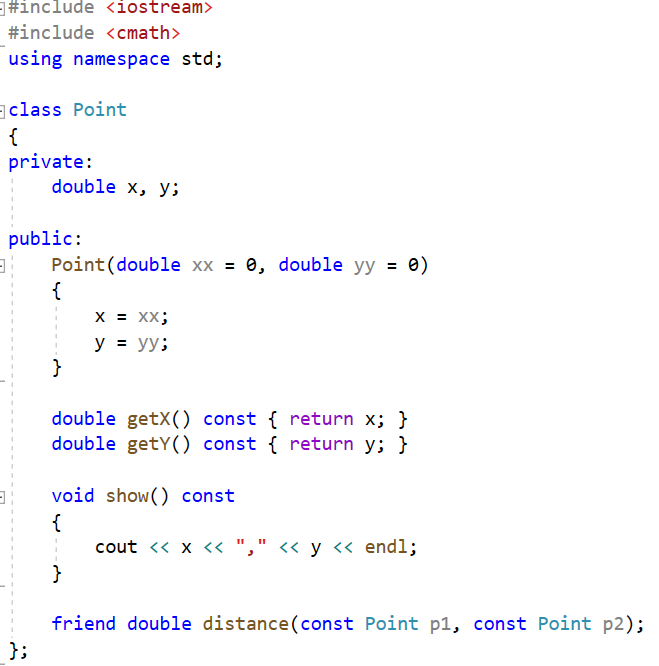 #include <iostream>
#include <cmath>
using namespace std;
class Point
{
private:
    double x, y;
public:
    Point(double xx = 0, double yy = 0)
    {
        x = xx;
        y = yy;
    }
    double getX() const { return x; }
    double getY() const { return y; }
    void show() const
    {
        cout << x << "," << y << endl;
    }
    friend double distance(const Point p1, const Point p2);
};